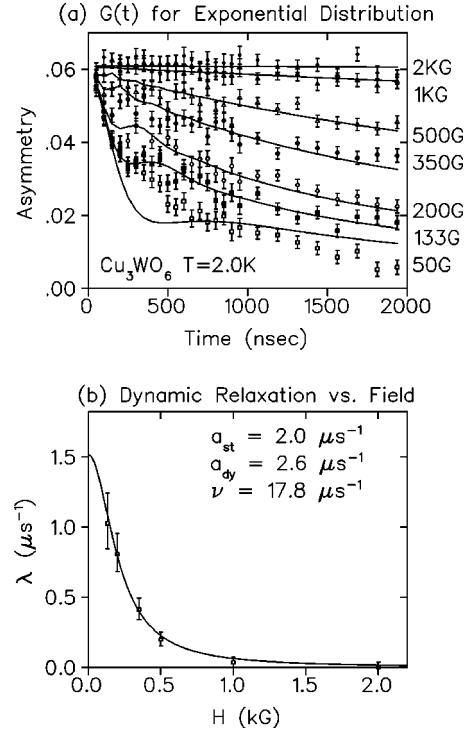 (a) G(t) for Exponential Distribution
.06
.04
.02
.00
Asymmetry
2KG
1KG
500G
350G
200G
133G
50G
Cu₃WO₆ T=2.0K
0 500 1000 1500 2000
Time (nsec)
(b) Dynamic Relaxation vs. Field
a_st = 2.0 μs⁻¹
a_dy = 2.6 μs⁻¹
ν = 17.8 μs⁻¹
1.5
1.0
0.5
0.0
λ (μs⁻¹)
0.0 0.5 1.0 1.5 2.0
H (kG)